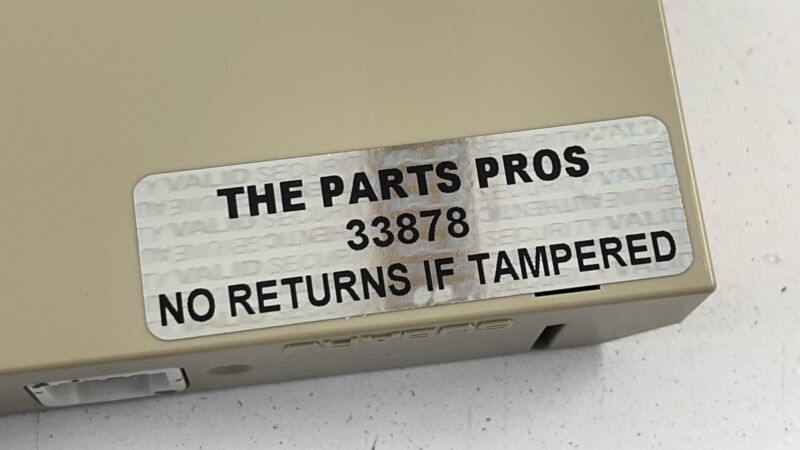 THE PARTS PROS
33878
NO RETURNS IF TAMPERED